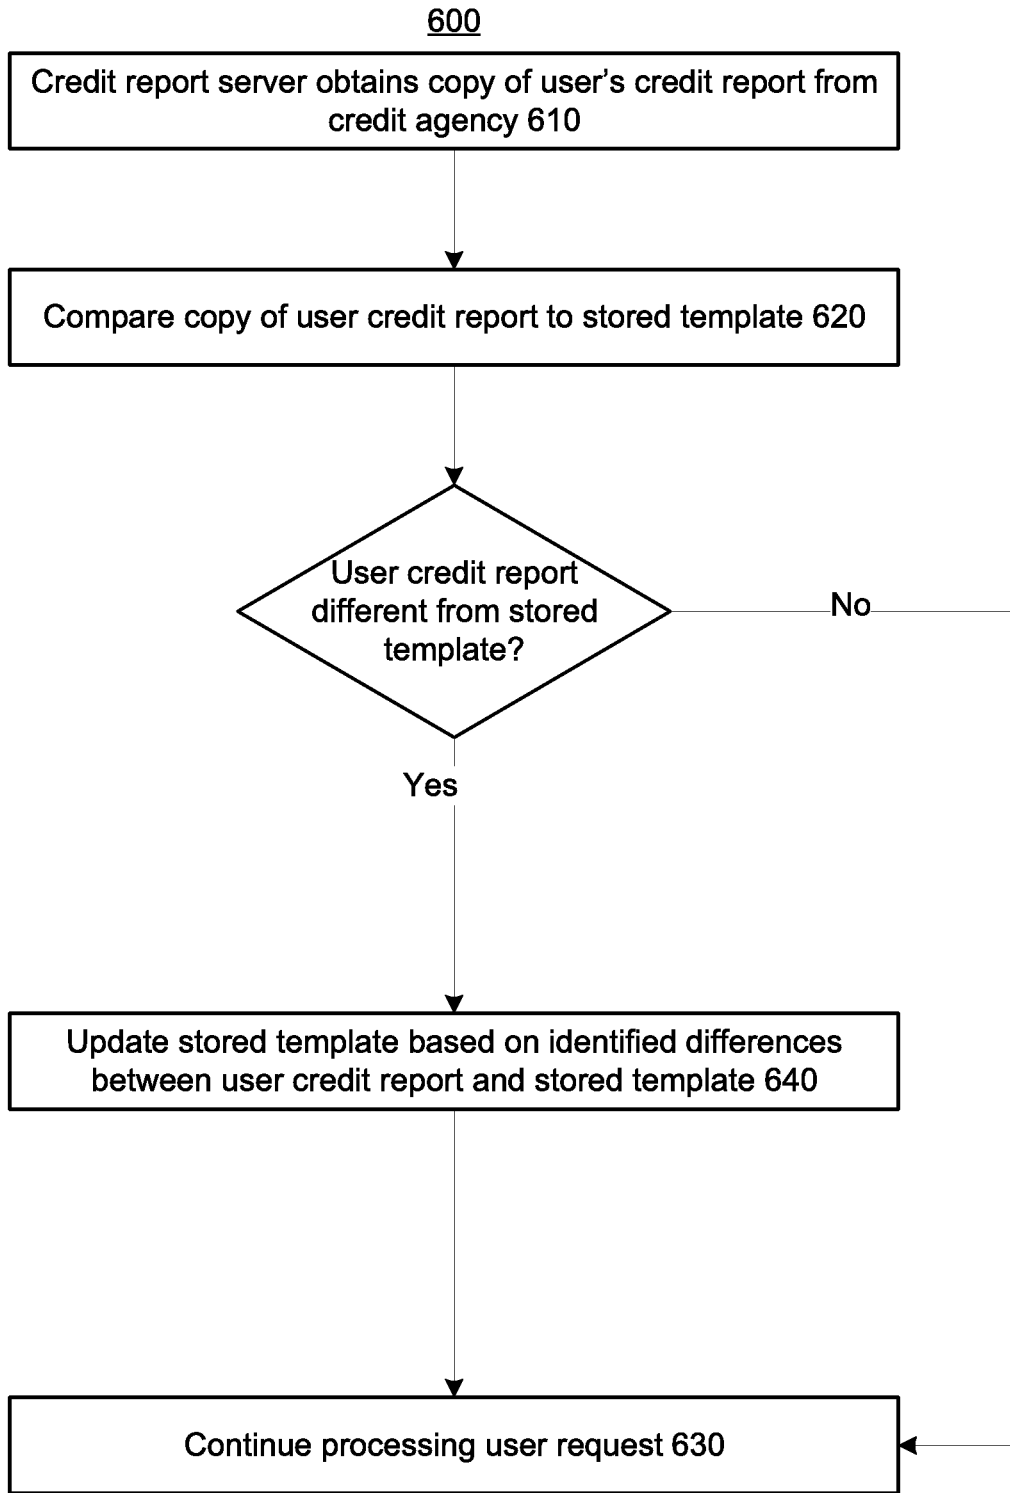 600
Credit report server obtains copy of user’s credit report from
credit agency 610
Compare copy of user credit report to stored template 620
User credit report
different from stored
template?
No
Yes
Update stored template based on identified differences
between user credit report and stored template 640
Continue processing user request 630